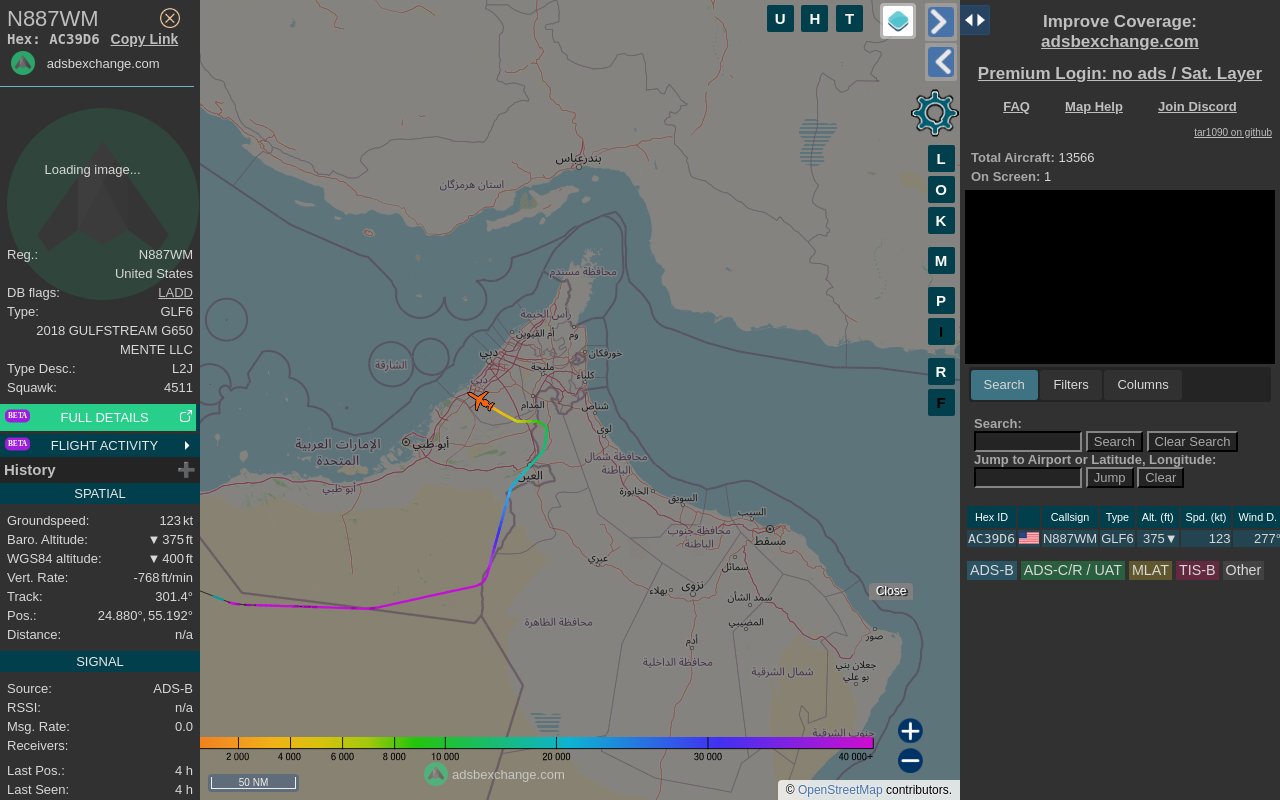 N887WM
Hex: AC39D6 Copy Link
adsbexchange.com
Loading image...
Reg.: N887WM
United States
DB flags: LADD
Type: GLF6
2018 GULFSTREAM G650
MENTE LLC
Type Desc.: L2J
Squawk: 4511
BETA FULL DETAILS
BETA FLIGHT ACTIVITY
History
SPATIAL
Groundspeed: 123 kt
Baro. Altitude: ▼ 375 ft
WGS84 altitude: ▼ 400 ft
Vert. Rate: -768 ft/min
Track: 301.4°
Pos.: 24.880°, 55.192°
Distance: n/a
SIGNAL
Source: ADS-B
RSSI: n/a
Msg. Rate: 0.0
Receivers:
Last Pos.: 4 h
Last Seen: 4 h
U H T
L
O
K
M
P
I
R
F
بندرعباس
استان هرمزگان
محافظة مسندم
رأس الخيمة
أم القيوين
دبي
خورفكان
الشارقة
مليحة
كلباء
دبي
المدام
شناص
لوى
الإمارات العربية
المتحدة
أبو ظبي
محافظة شمال
الباطنة
أبو ظبي
العين
الخابورة
السويق
السيب
محافظة جنوب
الباطنة
مسقط
عبري
سمائل
نزوى
بهلاء
سمد الشأن
المضيبي
محافظة الظاهرة
أدم
صور
محافظة الداخلية
شمال الشرقية
جعلان بني
بو علي
جنوب الشرقية
Close
2 000 4 000 6 000 8 000 10 000 20 000 30 000 40 000+
adsbexchange.com
50 NM
© OpenStreetMap contributors.
Improve Coverage:
adsbexchange.com
Premium Login: no ads / Sat. Layer
FAQ Map Help Join Discord
tar1090 on github
Total Aircraft: 13566
On Screen: 1
Search Filters Columns
Search:
Search Clear Search
Jump to Airport or Latitude, Longitude:
Jump Clear
Hex ID Callsign Type Alt. (ft) Spd. (kt) Wind D.
AC39D6 N887WM GLF6 375▼ 123 277°
ADS-B ADS-C/R / UAT MLAT TIS-B Other